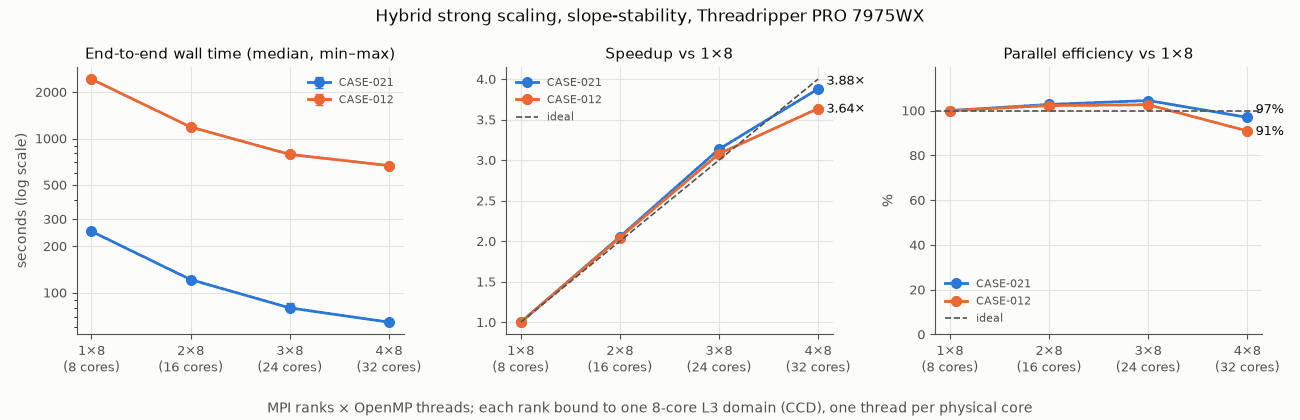 Hybrid strong scaling, slope-stability, Threadripper PRO 7975WX
End-to-end wall time (median, min–max)
seconds (log scale)
2000
1000
500
300
200
100
CASE-021
CASE-012
1×8
(8 cores)
2×8
(16 cores)
3×8
(24 cores)
4×8
(32 cores)
Speedup vs 1×8
4.0
3.5
3.0
2.5
2.0
1.5
1.0
CASE-021
CASE-012
ideal
3.88×
3.64×
1×8
(8 cores)
2×8
(16 cores)
3×8
(24 cores)
4×8
(32 cores)
Parallel efficiency vs 1×8
%
100
80
60
40
20
0
97%
91%
CASE-021
CASE-012
ideal
1×8
(8 cores)
2×8
(16 cores)
3×8
(24 cores)
4×8
(32 cores)
MPI ranks × OpenMP threads; each rank bound to one 8-core L3 domain (CCD), one thread per physical core